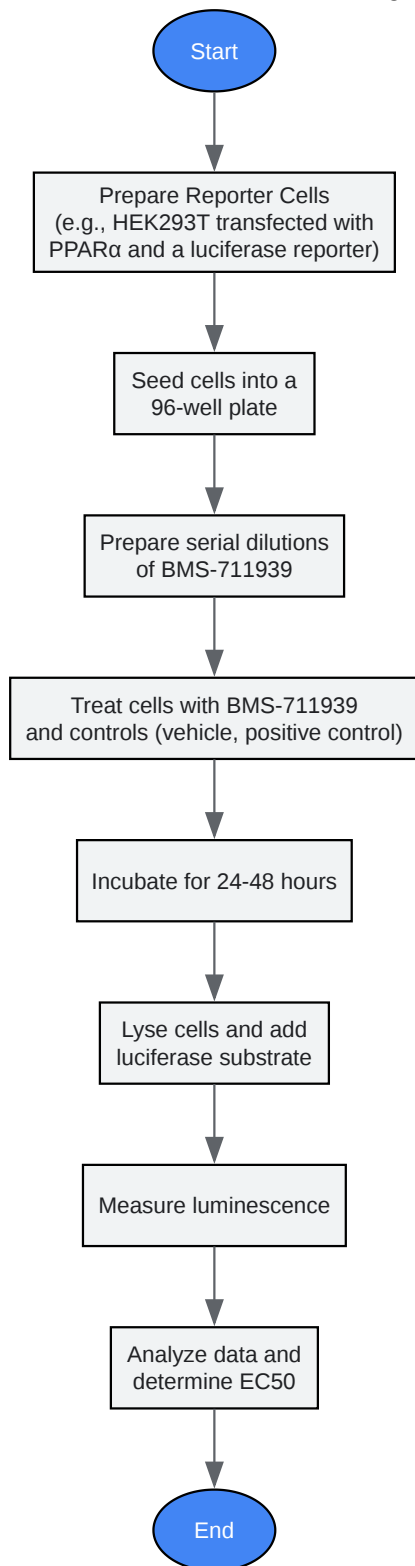 Start
Prepare Reporter Cells
(e.g., HEK293T transfected with
PPARα and a luciferase reporter)
Seed cells into a
96-well plate
Prepare serial dilutions
of BMS-711939
Treat cells with BMS-711939
and controls (vehicle, positive control)
Incubate for 24-48 hours
Lyse cells and add
luciferase substrate
Measure luminescence
Analyze data and
determine EC50
End